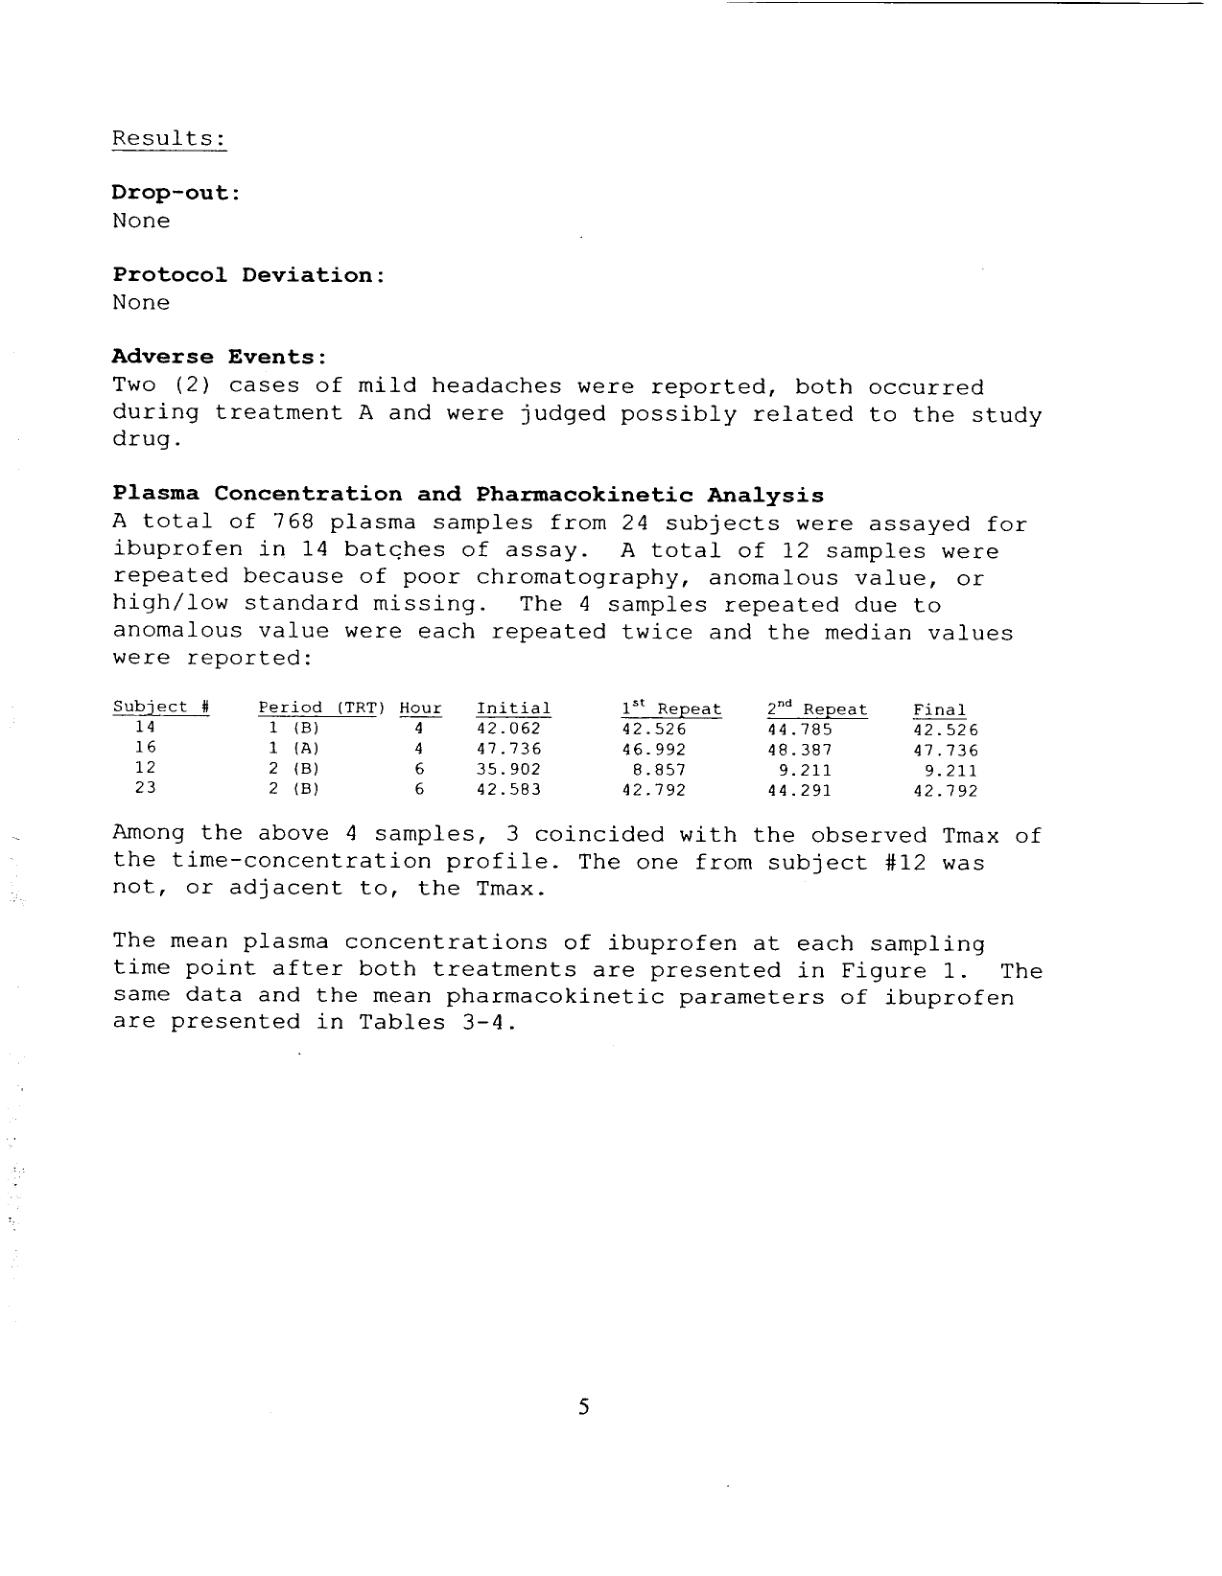 Results:
Drop-out:
None
Protocol Deviation:
None
Adverse Events:
Two (2) cases of mild headaches were reported, both occurred
during treatment A and were judged possibly related to the study
drug.
Plasma Concentration and Pharmacokinetic Analysis
A total of 768 plasma samples from 24 subjects were assayed for
ibuprofen in 14 batches of assay. A total of 12 samples were
repeated because of poor chromatography, anomalous value, or
high/low standard missing. The 4 samples repeated due to
anomalous value were each repeated twice and the median values
were reported:
Subject # Period (TRT) Hour Initial 1st Repeat 2nd Repeat Final
14 1 (B) 4 42.062 42.526 44.785 42.526
16 1 (A) 4 47.736 46.992 48.387 47.736
12 2 (B) 6 35.902 8.857 9.211 9.211
23 2 (B) 6 42.583 42.792 44.291 42.792
Among the above 4 samples, 3 coincided with the observed Tmax of
the time-concentration profile. The one from subject #12 was
not, or adjacent to, the Tmax.
The mean plasma concentrations of ibuprofen at each sampling
time point after both treatments are presented in Figure 1. The
same data and the mean pharmacokinetic parameters of ibuprofen
are presented in Tables 3-4.
5